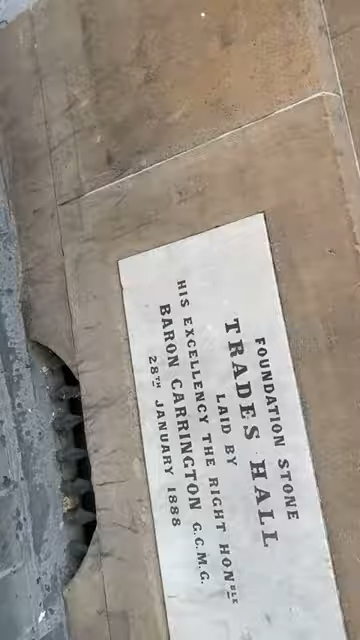 FOUNDATION STONE
TRADES HALL
LAID BY
HIS EXCELLENCY THE RIGHT HONBLE
BARON CARRINGTON G.C.M.G.
28TH JANUARY 1888